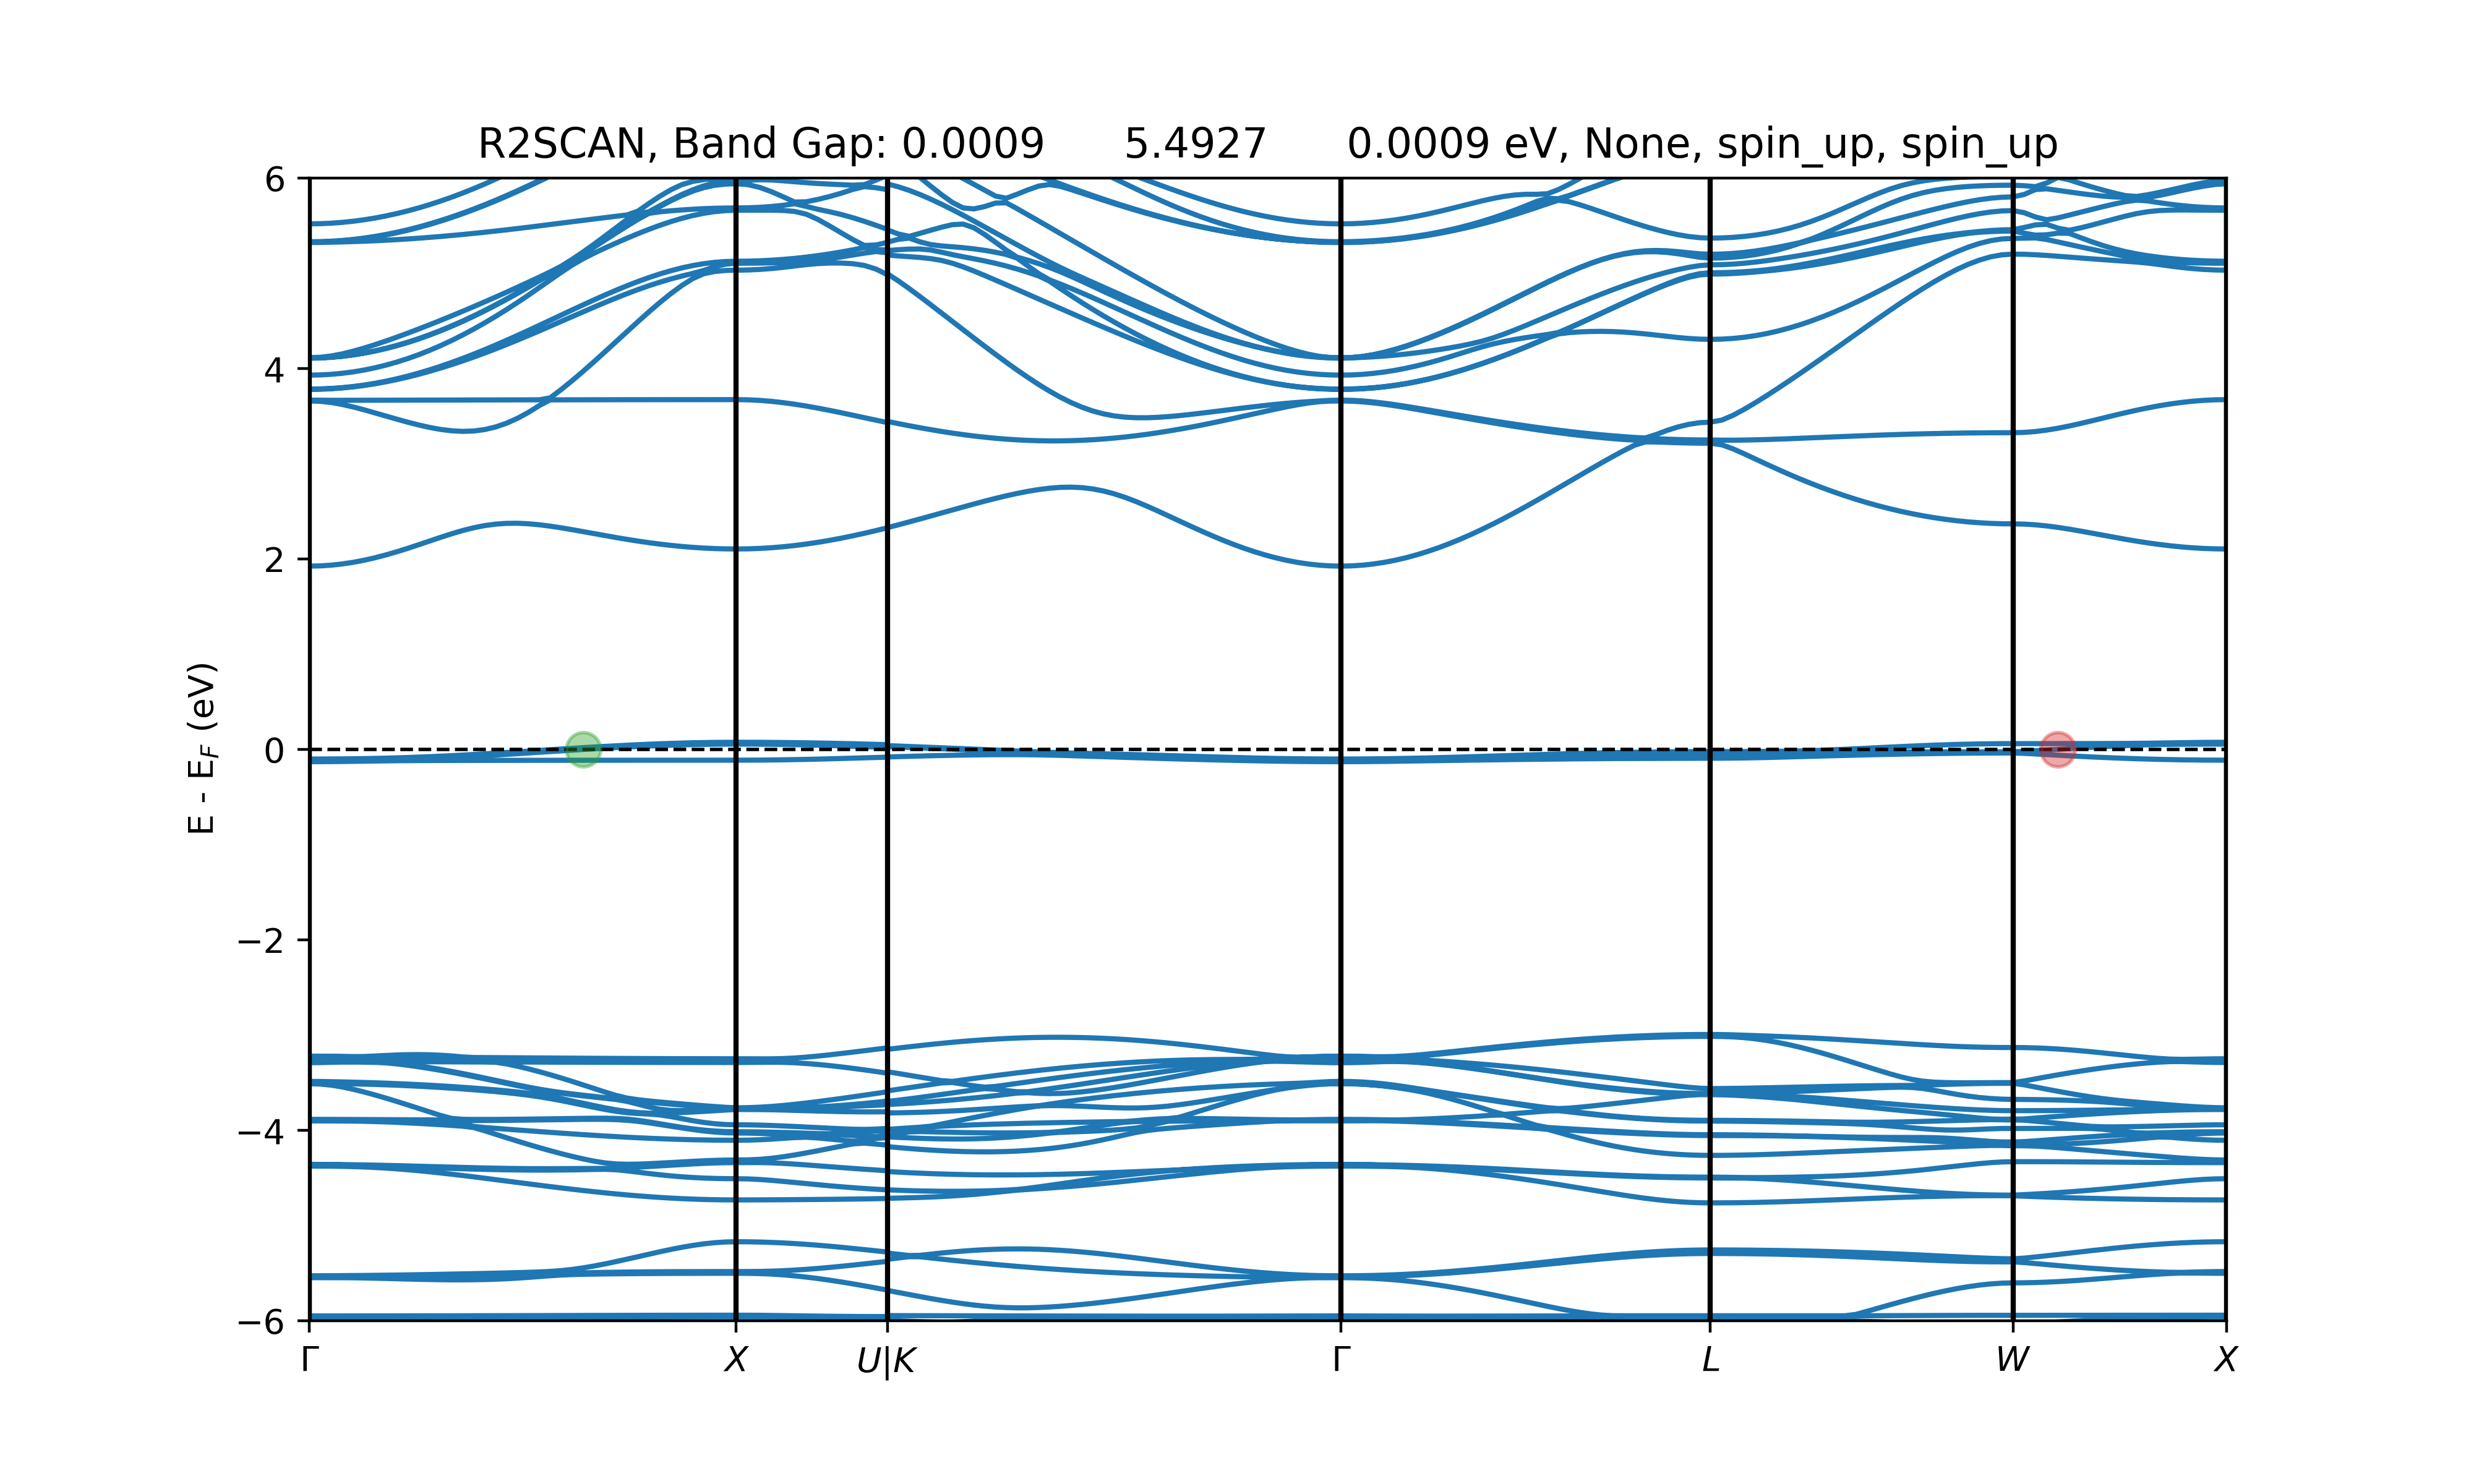 R2SCAN, Band Gap: 0.0009 5.4927 0.0009 eV, None, spin_up, spin_up
6
4
2
0
−2
−4
−6
E - E_F (eV)
Γ X U|K Γ L W X